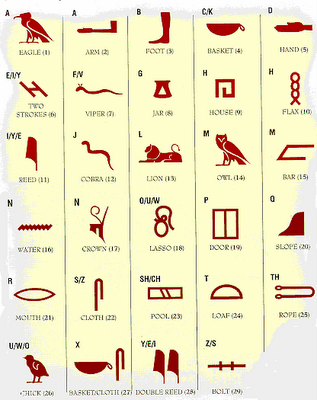 A A B C/K D
EAGLE (1) ARM (2) FOOT (3) BASKET (4) HAND (5)
E/I/Y F/V G H H
TWO STROKES (6) VIPER (7) JAR (8) HOUSE (9) FLAX (10)
I/Y/E J L M M
REED (11) COBRA (12) LION (13) OWL (14) BAR (15)
N N O/U/W P Q
WATER (16) CROWN (17) LASSO (18) DOOR (19) SLOPE (20)
R S/Z SH/CH T TH
MOUTH (21) CLOTH (22) POOL (23) LOAF (24) ROPE (25)
U/W/O X Y/E/I Z/S
CHICK (26) BASKET/CLOTH (27) DOUBLE REED (28) BOLT (29)